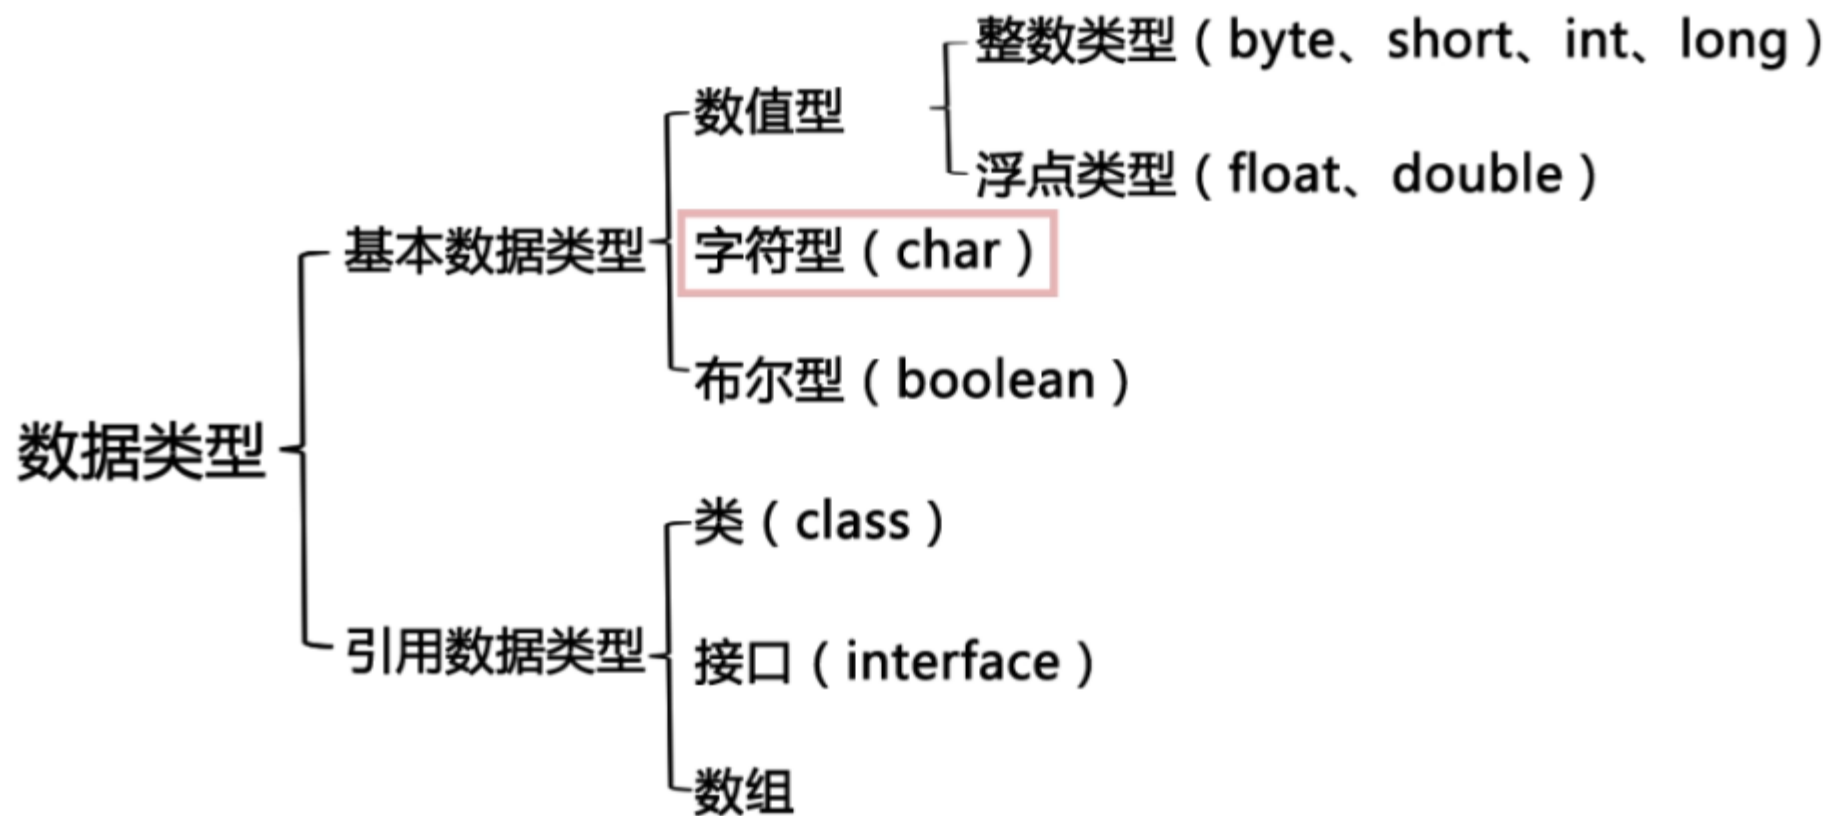 整数类型（byte、short、int、long）
数值型
浮点类型（float、double）
基本数据类型
字符型（char）
布尔型（boolean）
数据类型
类（class）
引用数据类型
接口（interface）
数组